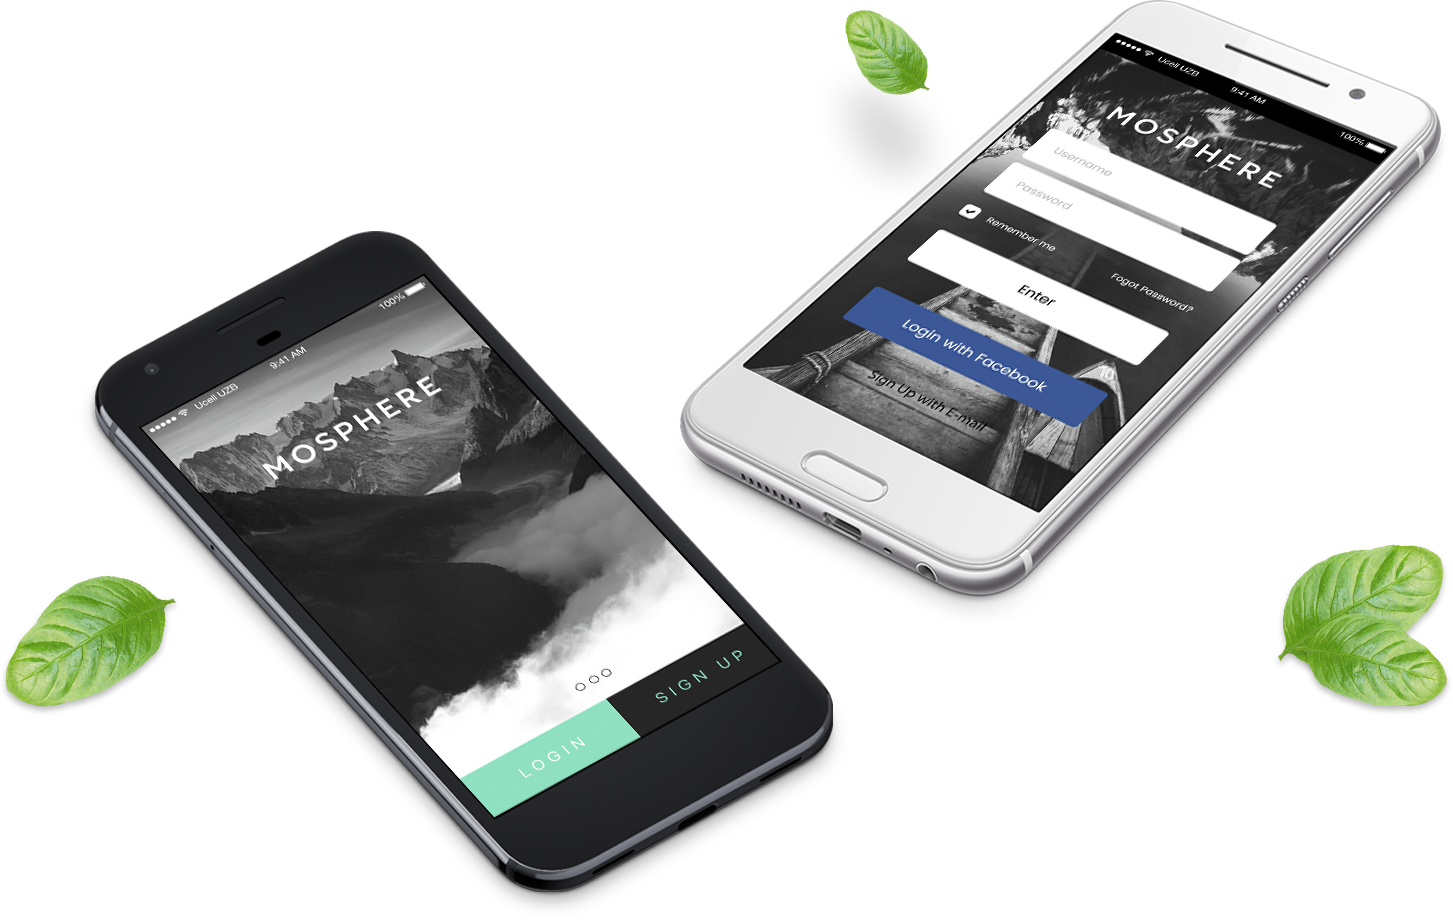 Ucell UZB
9:41 AM
100%
MOSPHERE
LOGIN
SIGN UP
Ucell UZB
9:41 AM
100%
MOSPHERE
Username
Password
Remember me
Fogot Password?
Enter
Login with Facebook
10
Sign Up with E-mail